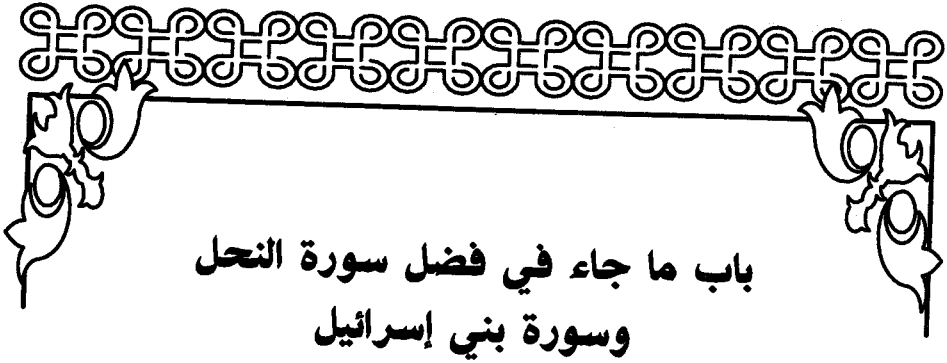 باب ما جاء في فضل سورة النحل
وسورة بني إسرائيل